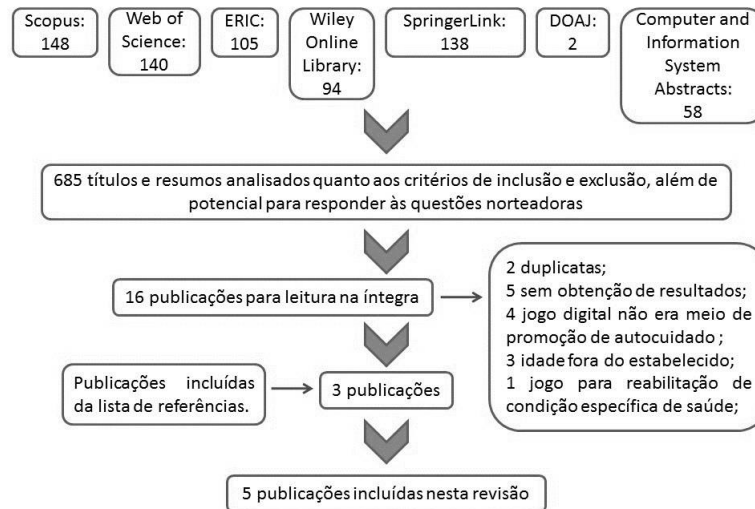 Scopus:
148
Web of
Science:
140
ERIC:
105
Wiley
Online
Library:
94
SpringerLink:
138
DOAJ:
2
Computer and
Information
System
Abstracts:
58
685 títulos e resumos analisados quanto aos critérios de inclusão e exclusão, além de
potencial para responder às questões norteadoras
16 publicações para leitura na íntegra
2 duplicatas;
5 sem obtenção de resultados;
4 jogo digital não era meio de
promoção de autocuidado ;
3 idade fora do estabelecido;
1 jogo para reabilitação de
condição específica de saúde;
Publicações incluídas
da lista de referências.
3 publicações
5 publicações incluídas nesta revisão